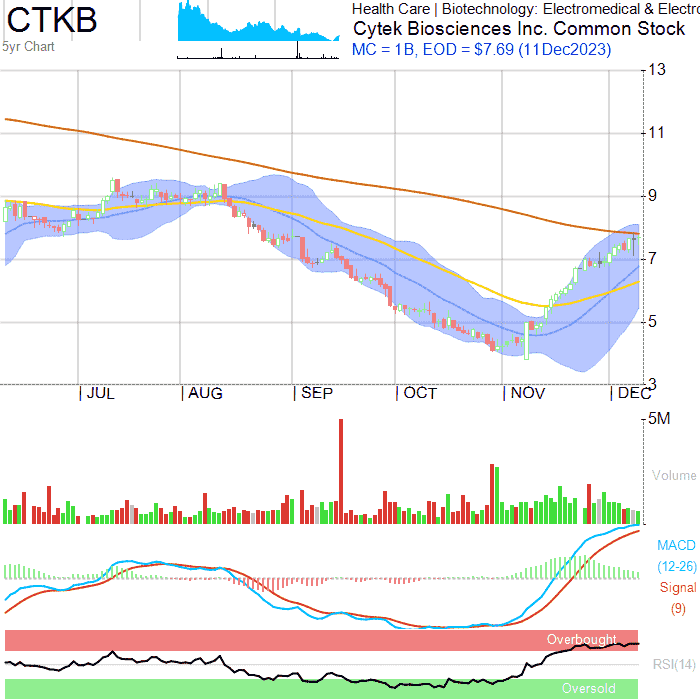 CTKB
5yr Chart
Health Care | Biotechnology: Electromedical & Electro
Cytek Biosciences Inc. Common Stock
MC = 1B, EOD = $7.69 (11Dec2023)
13
11
9
7
5
3
| JUL | AUG | SEP | OCT | NOV | DEC
5M
Volume
MACD
(12-26)
Signal
(9)
Overbought
RSI(14)
Oversold